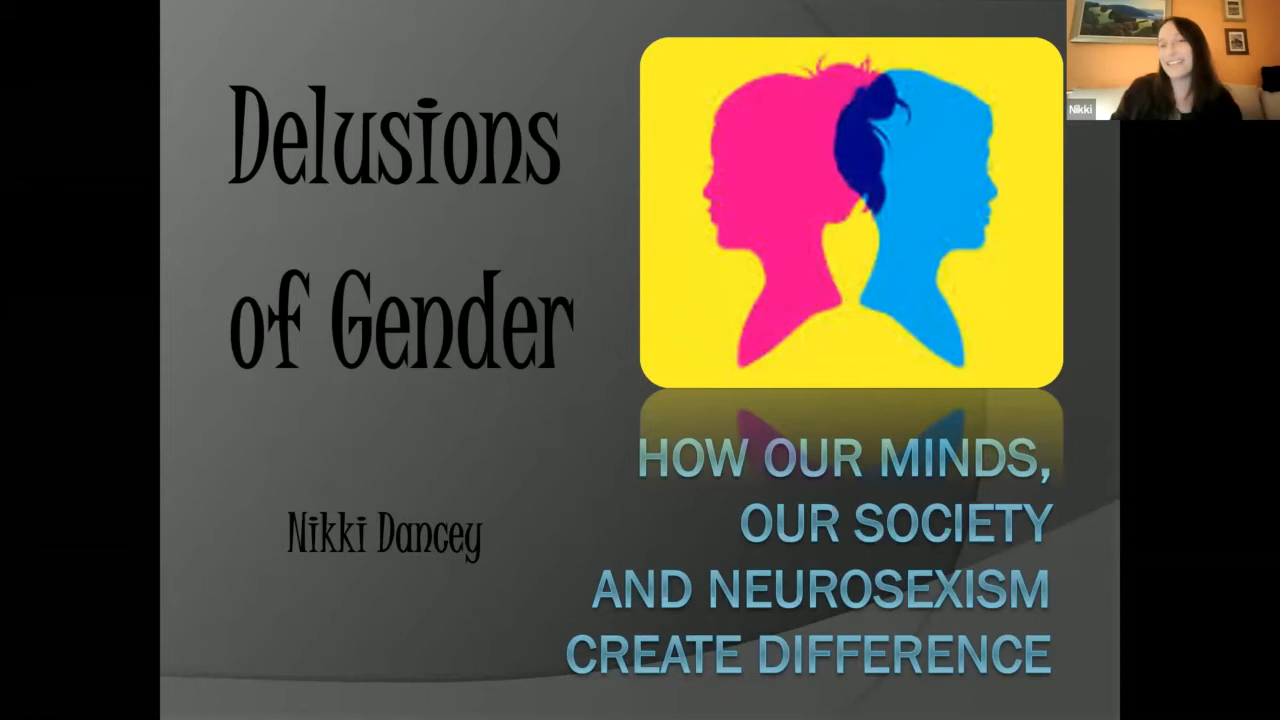 Delusions
of Gender
Nikki Dancey
HOW OUR MINDS,
OUR SOCIETY
AND NEUROSEXISM
CREATE DIFFERENCE
Nikki